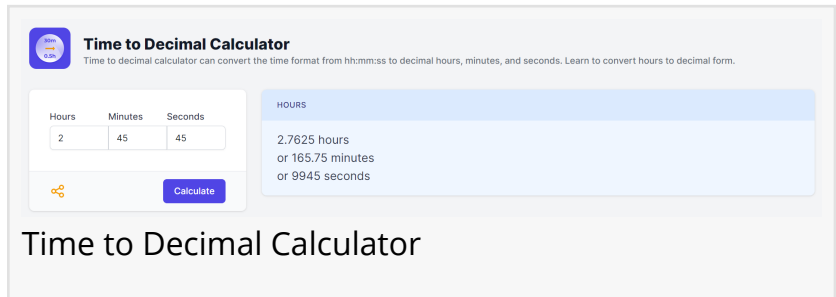 30m
0.5h
Time to Decimal Calculator
Time to decimal calculator can convert the time format from hh:mm:ss to decimal hours, minutes, and seconds. Learn to convert hours to decimal form.
Hours Minutes Seconds
2 45 45
Calculate
HOURS
2.7625 hours
or 165.75 minutes
or 9945 seconds
Time to Decimal Calculator